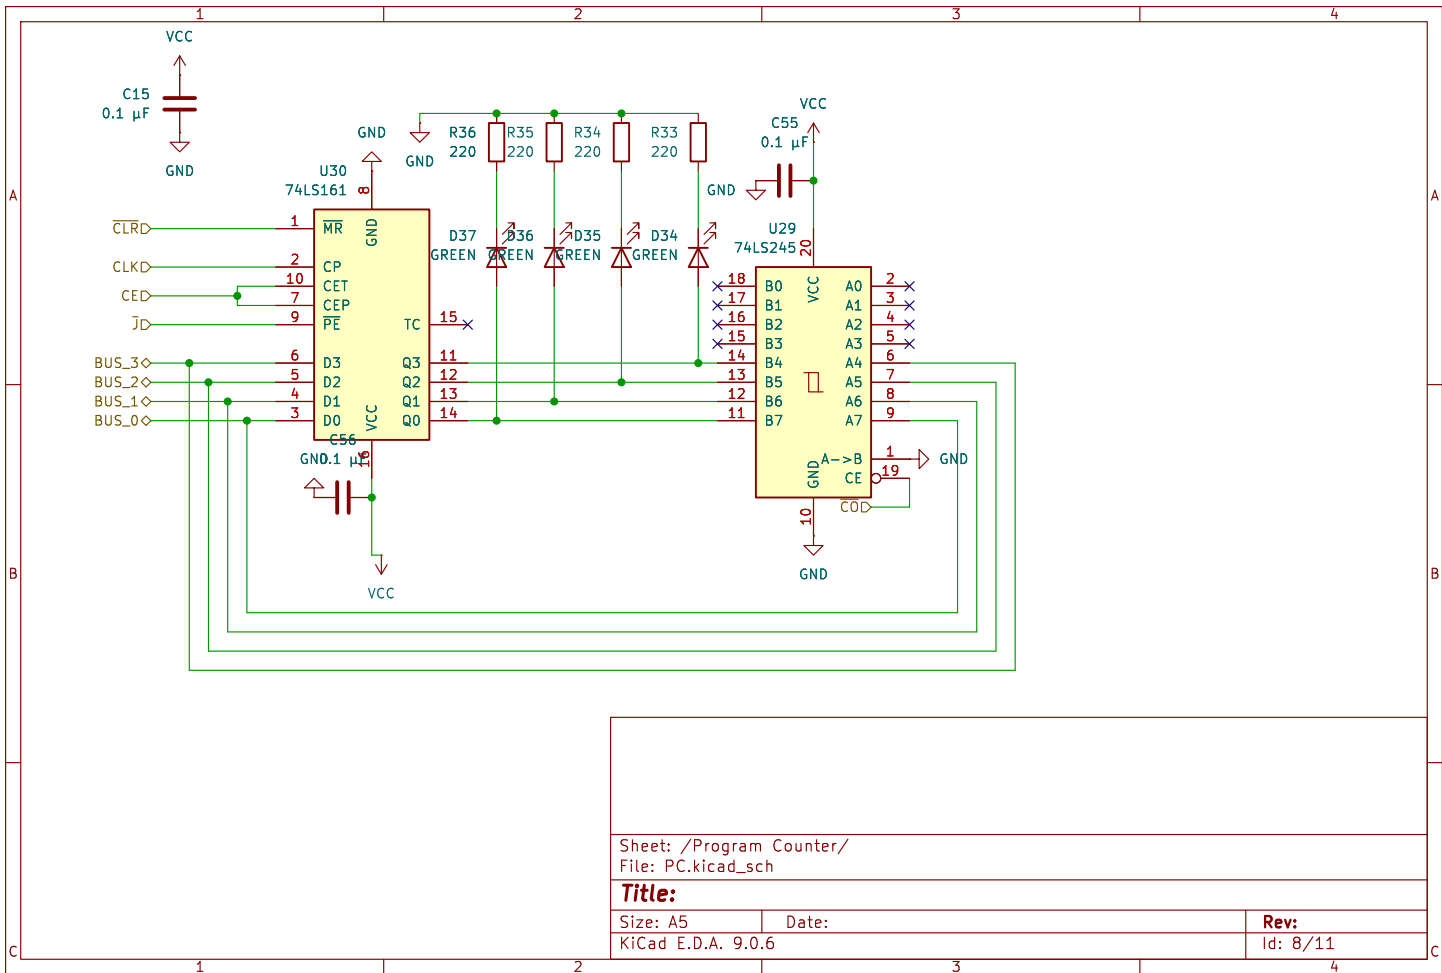 1 2 3 4
VCC
C15
0.1 µF
GND
GND
GND
R36
220
R35
220
R34
220
R33
220
VCC
C55
0.1 µF
GND
A
A
U30
74LS161
8
GND
D37
GREEN
D36
GREEN
D35
GREEN
D34
GREEN
U29
74LS245
20
VCC
C̅L̅R̅ 1 M̅R̅
CLK 2 CP
10 CET
CE 7 CEP
J̅ 9 P̅E̅
TC 15
BUS_3 6 D3 Q3 11
BUS_2 5 D2 Q2 12
BUS_1 4 D1 Q1 13
BUS_0 3 D0 Q0 14
VCC
16
C56
0.1 µF
GND
VCC
18 B0 A0 2
17 B1 A1 3
16 B2 A2 4
15 B3 A3 5
14 B4 A4 6
13 B5 A5 7
12 B6 A6 8
11 B7 A7 9
A->B 1 GND
CE 19
GND
C̅O̅
10
GND
B
B
Sheet: /Program Counter/
File: PC.kicad_sch
Title:
Size: A5 Date: Rev:
KiCad E.D.A. 9.0.6 Id: 8/11
C
C
1 2 3 4